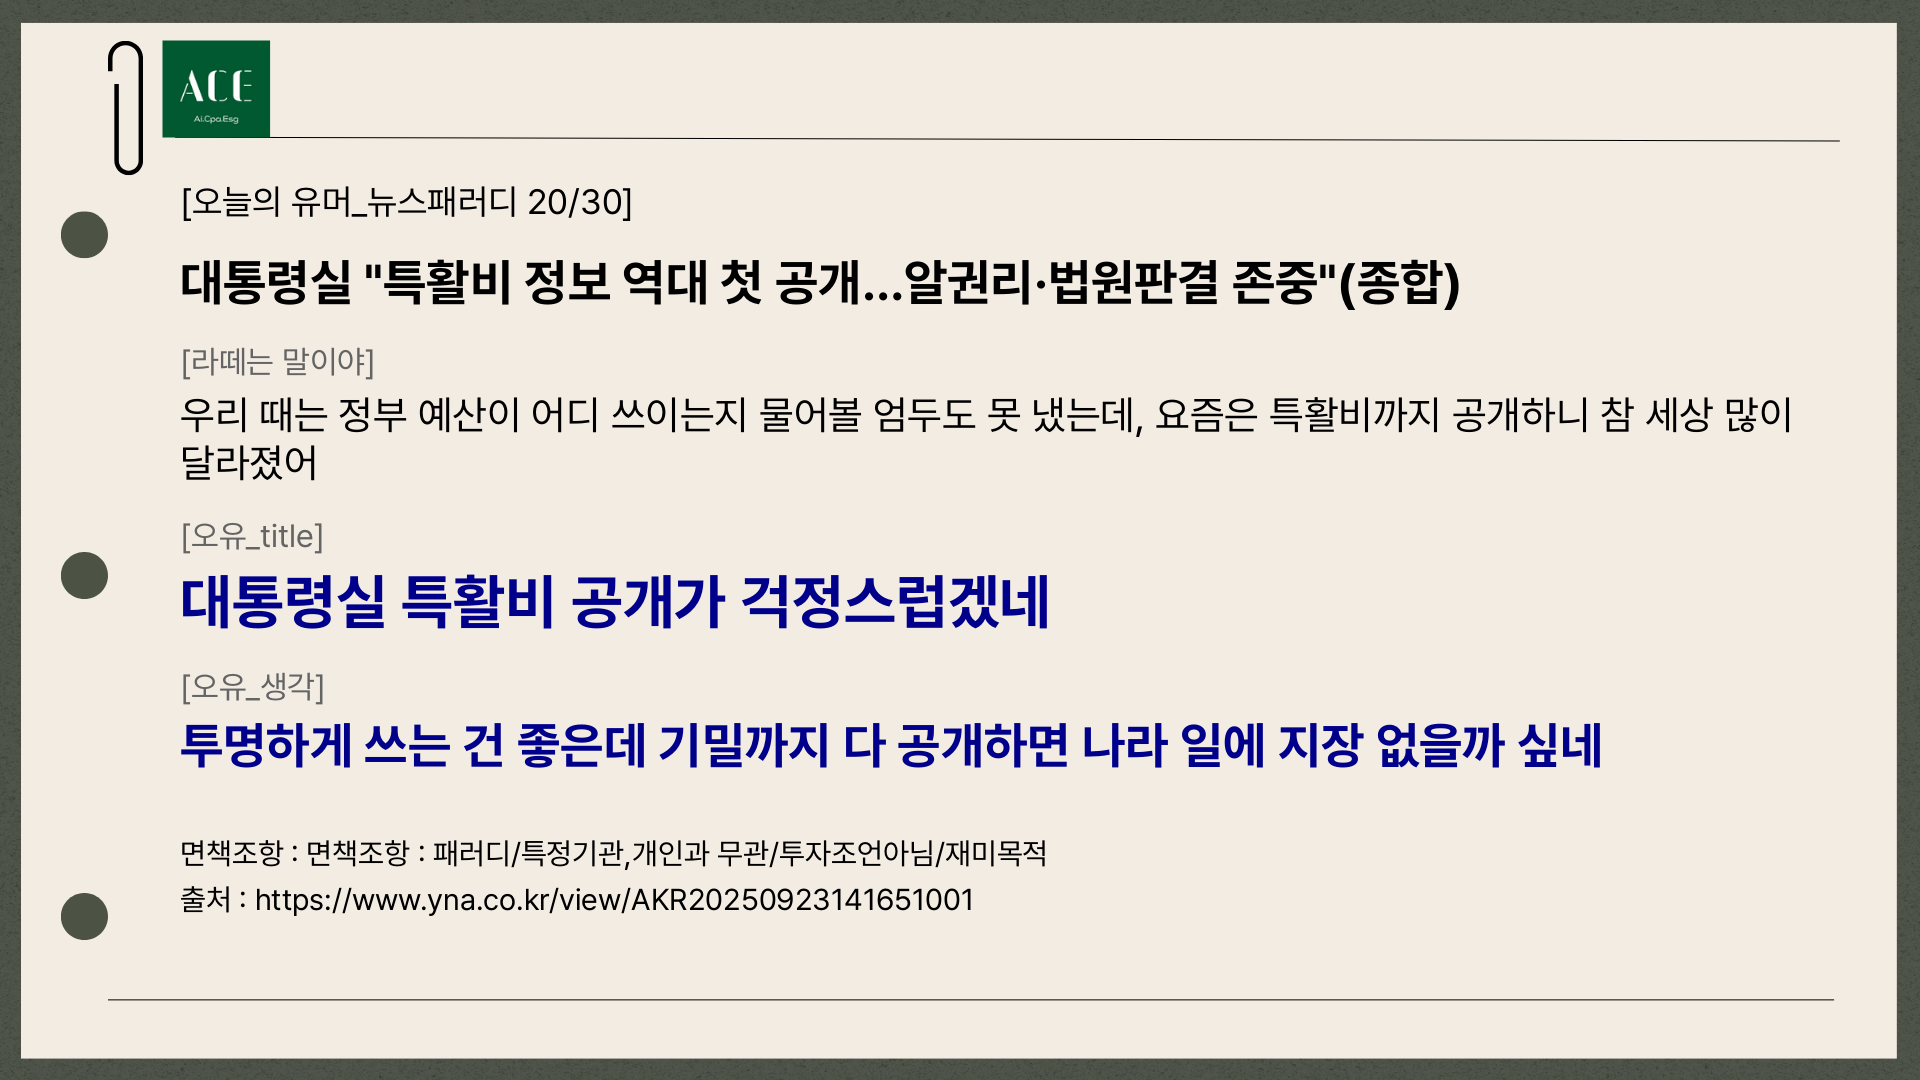 ACE
Ai.Cpa.Esg
[오늘의 유머_뉴스패러디 20/30]
대통령실 "특활비 정보 역대 첫 공개…알권리·법원판결 존중"(종합)
[라떼는 말이야]
우리 때는 정부 예산이 어디 쓰이는지 물어볼 엄두도 못 냈는데, 요즘은 특활비까지 공개하니 참 세상 많이
달라졌어
[오유_title]
대통령실 특활비 공개가 걱정스럽겠네
[오유_생각]
투명하게 쓰는 건 좋은데 기밀까지 다 공개하면 나라 일에 지장 없을까 싶네
면책조항 : 면책조항 : 패러디/특정기관,개인과 무관/투자조언아님/재미목적
출처 : https://www.yna.co.kr/view/AKR20250923141651001